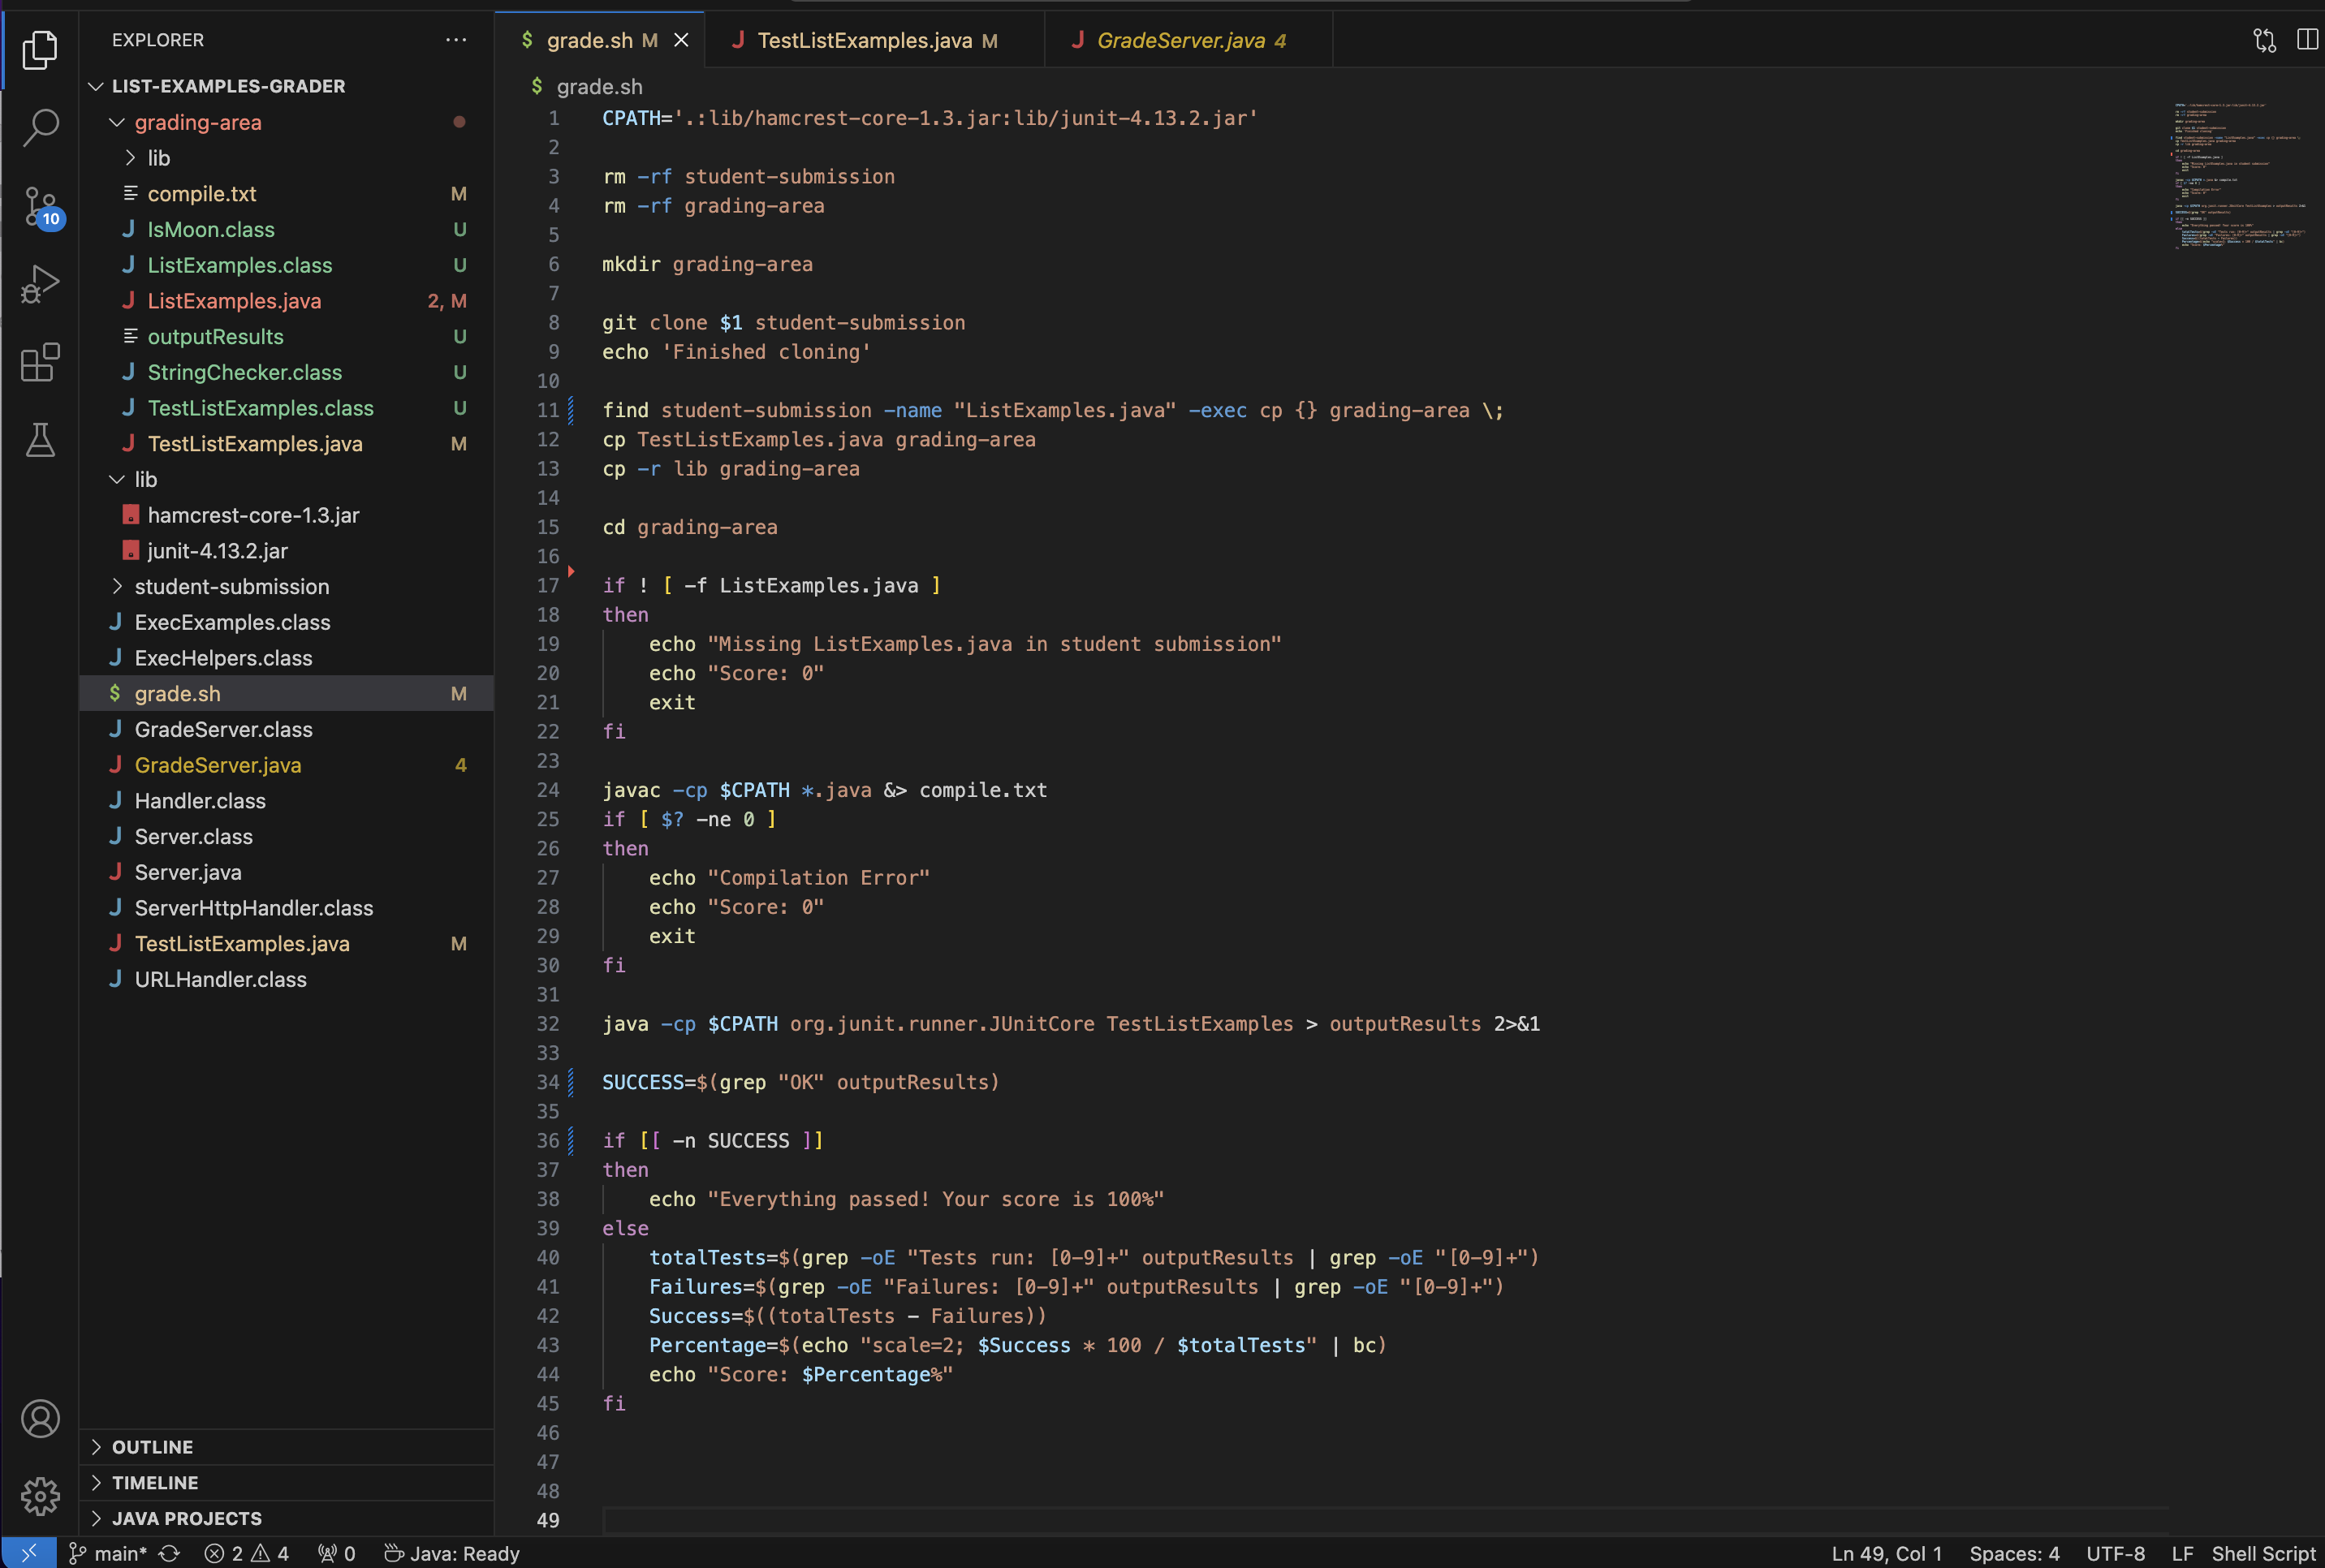 EXPLORER
LIST-EXAMPLES-GRADER
grading-area
lib
compile.txt M
IsMoon.class U
ListExamples.class U
ListExamples.java 2, M
outputResults U
StringChecker.class U
TestListExamples.class U
TestListExamples.java M
lib
hamcrest-core-1.3.jar
junit-4.13.2.jar
student-submission
ExecExamples.class
ExecHelpers.class
$ grade.sh M
GradeServer.class
GradeServer.java 4
Handler.class
Server.class
Server.java
ServerHttpHandler.class
TestListExamples.java M
URLHandler.class
OUTLINE
TIMELINE
JAVA PROJECTS
10
$ grade.sh M
J TestListExamples.java M
J GradeServer.java 4
$ grade.sh
1 CPATH='.:lib/hamcrest-core-1.3.jar:lib/junit-4.13.2.jar'
2
3 rm -rf student-submission
4 rm -rf grading-area
5
6 mkdir grading-area
7
8 git clone $1 student-submission
9 echo 'Finished cloning'
10
11 find student-submission -name "ListExamples.java" -exec cp {} grading-area \;
12 cp TestListExamples.java grading-area
13 cp -r lib grading-area
14
15 cd grading-area
16
17 if ! [ -f ListExamples.java ]
18 then
19     echo "Missing ListExamples.java in student submission"
20     echo "Score: 0"
21     exit
22 fi
23
24 javac -cp $CPATH *.java &> compile.txt
25 if [ $? -ne 0 ]
26 then
27     echo "Compilation Error"
28     echo "Score: 0"
29     exit
30 fi
31
32 java -cp $CPATH org.junit.runner.JUnitCore TestListExamples > outputResults 2>&1
33
34 SUCCESS=$(grep "OK" outputResults)
35
36 if [[ -n SUCCESS ]]
37 then
38     echo "Everything passed! Your score is 100%"
39 else
40     totalTests=$(grep -oE "Tests run: [0-9]+" outputResults | grep -oE "[0-9]+")
41     Failures=$(grep -oE "Failures: [0-9]+" outputResults | grep -oE "[0-9]+")
42     Success=$((totalTests - Failures))
43     Percentage=$(echo "scale=2; $Success * 100 / $totalTests" | bc)
44     echo "Score: $Percentage%"
45 fi
46
47
48
49
main* 2 4 0 Java: Ready Ln 49, Col 1 Spaces: 4 UTF-8 LF Shell Script